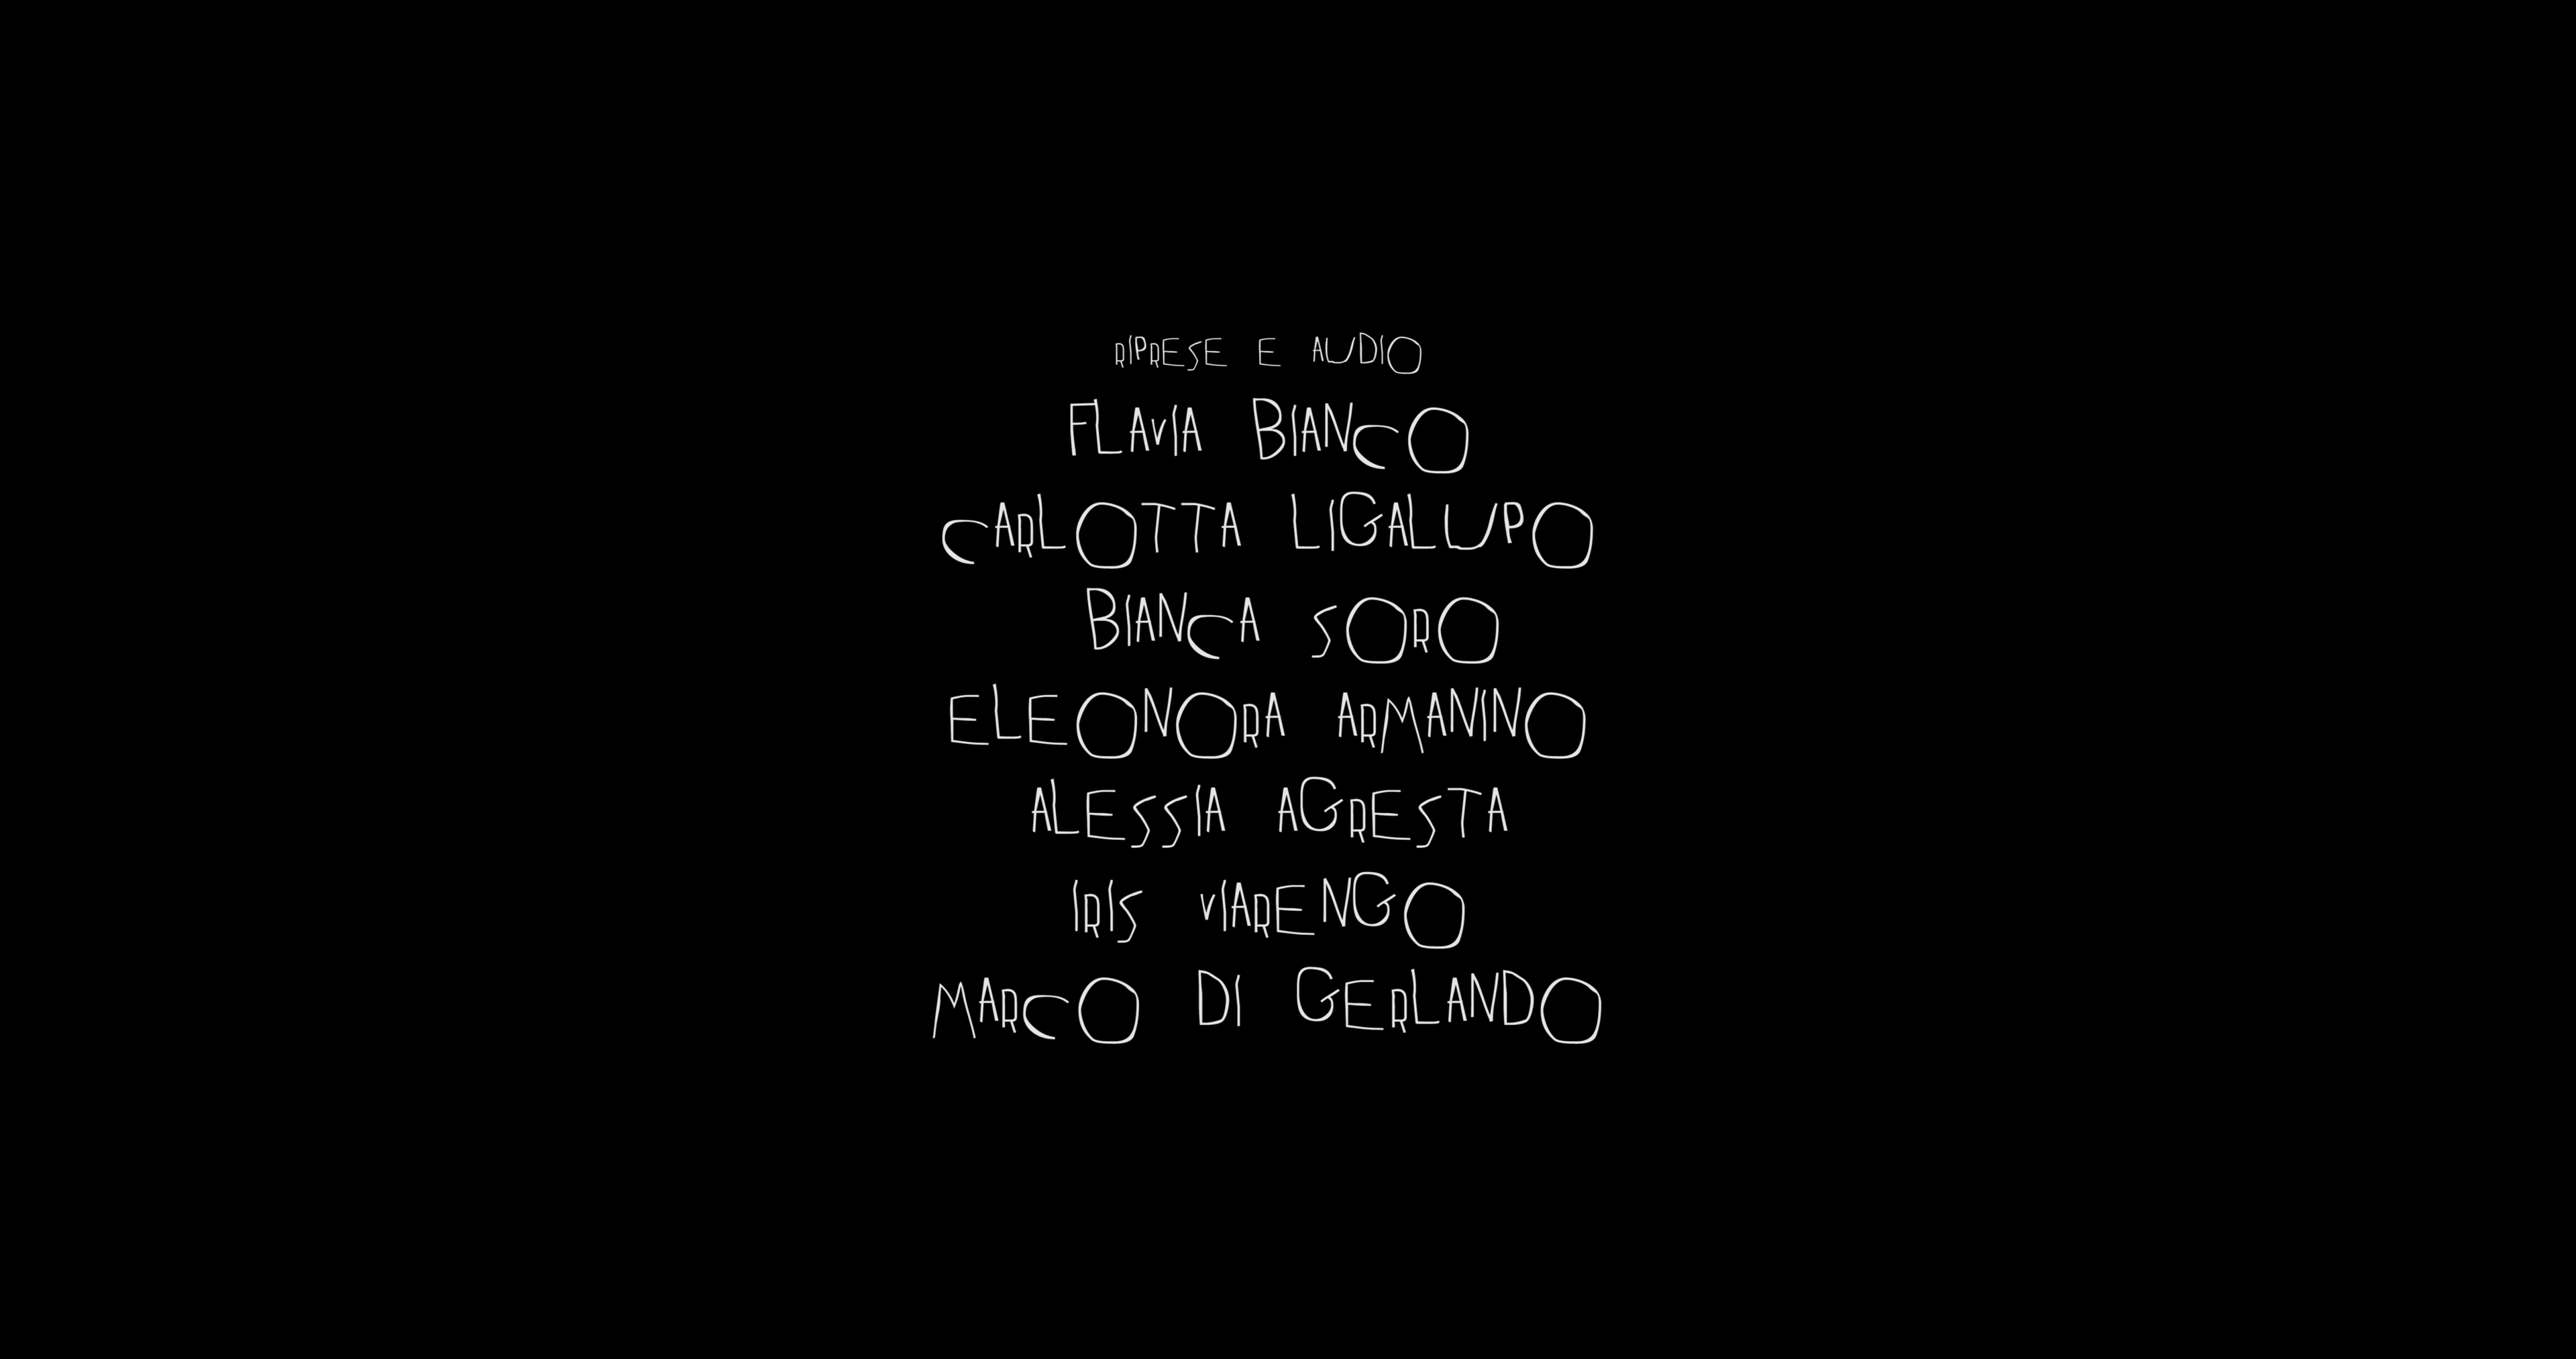 RIPRESE E AUDIO
FLAVIA BIANCO
CARLOTTA LIGALUPO
BIANCA SORO
ELEONORA ARMANINO
ALESSIA AGRESTA
IRIS VIARENGO
MARCO DI GERLANDO